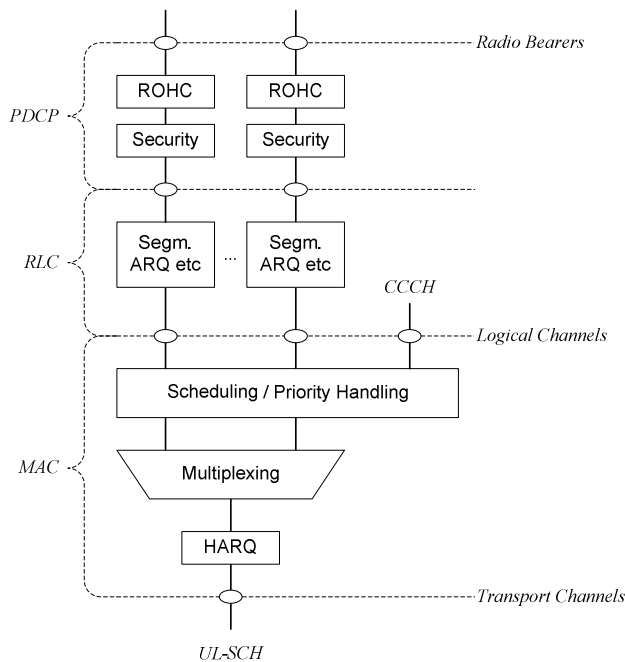 Radio Bearers
ROHC
ROHC
PDCP
Security
Security
Segm.
ARQ etc
...
Segm.
ARQ etc
RLC
CCCH
Logical Channels
Scheduling / Priority Handling
MAC
Multiplexing
HARQ
Transport Channels
UL-SCH